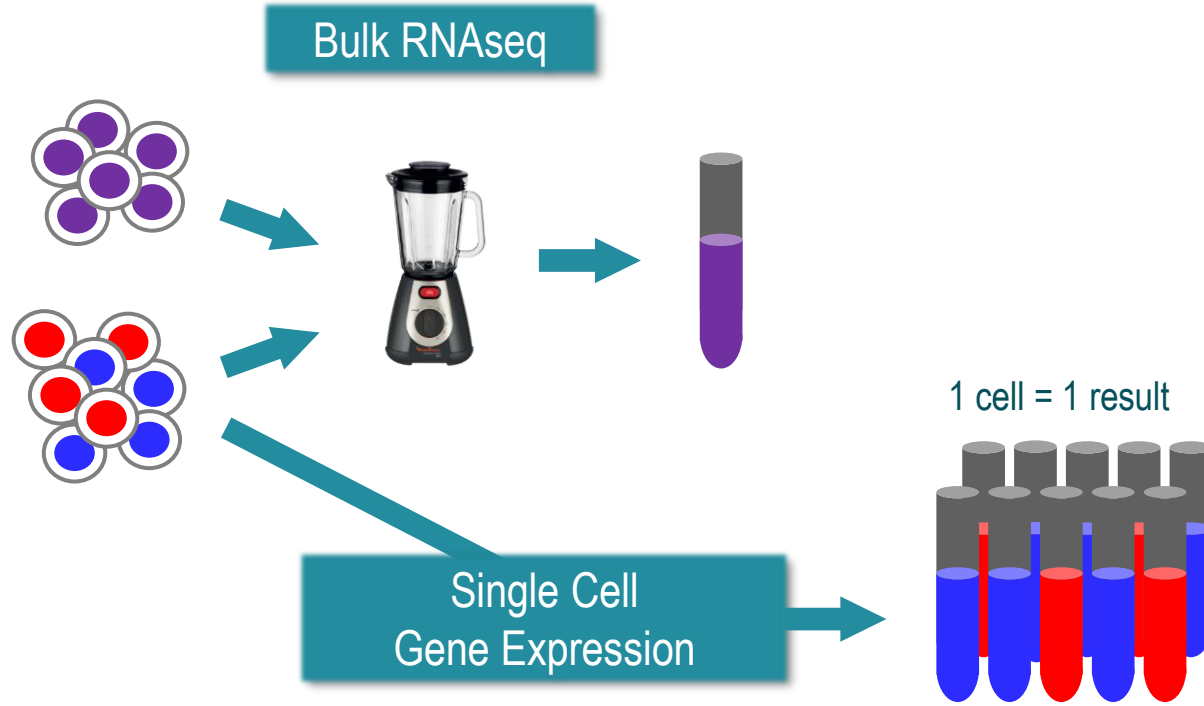 Bulk RNAseq
1 cell = 1 result
Single Cell
Gene Expression